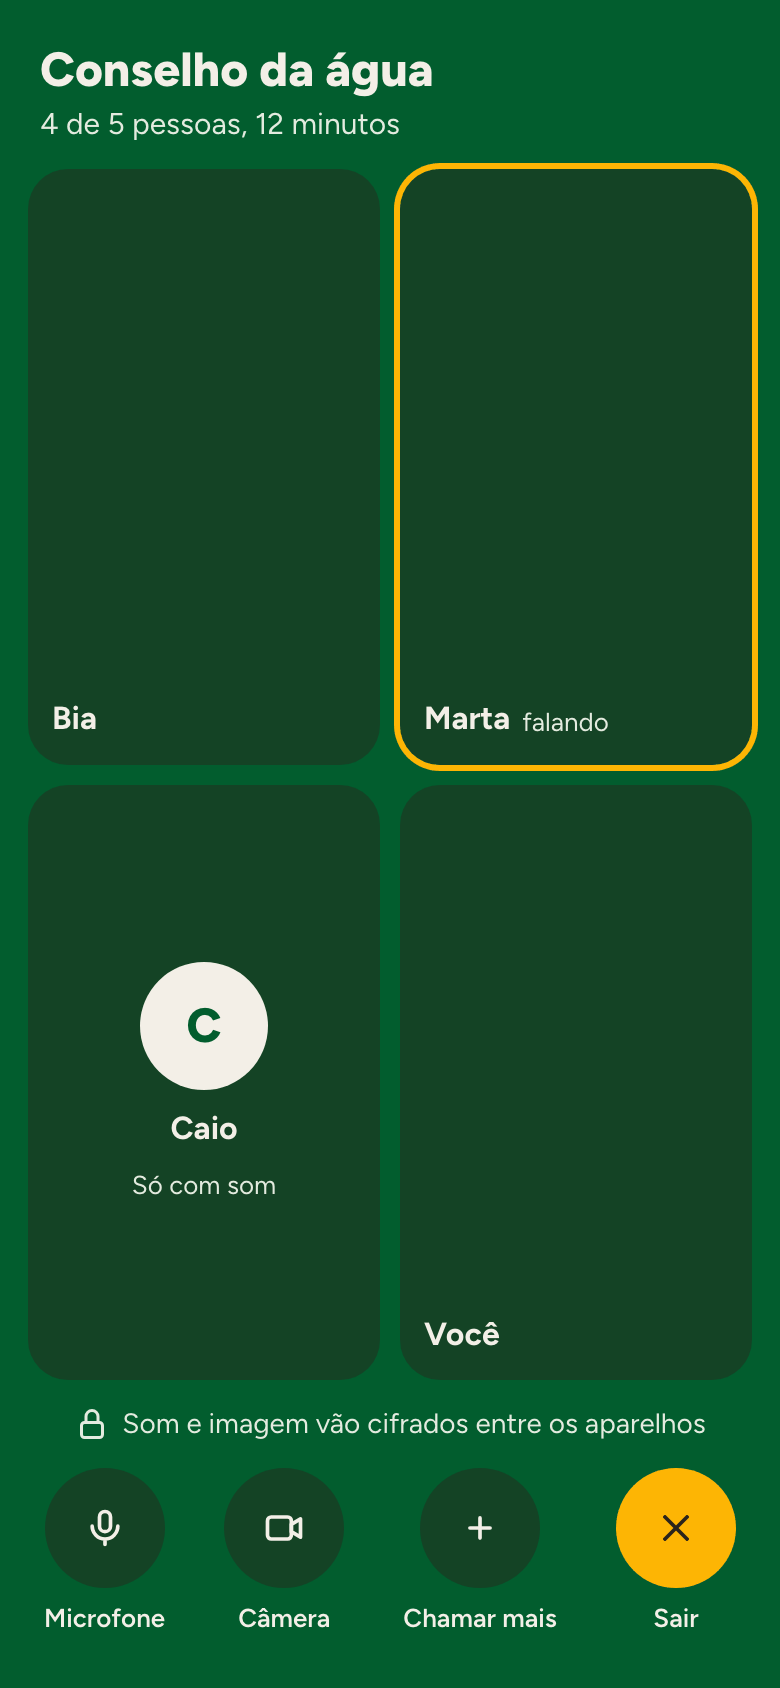 Conselho da água
4 de 5 pessoas, 12 minutos
Bia
Marta falando
C
Caio
Só com som
Você
Som e imagem vão cifrados entre os aparelhos
Microfone
Câmera
Chamar mais
Sair